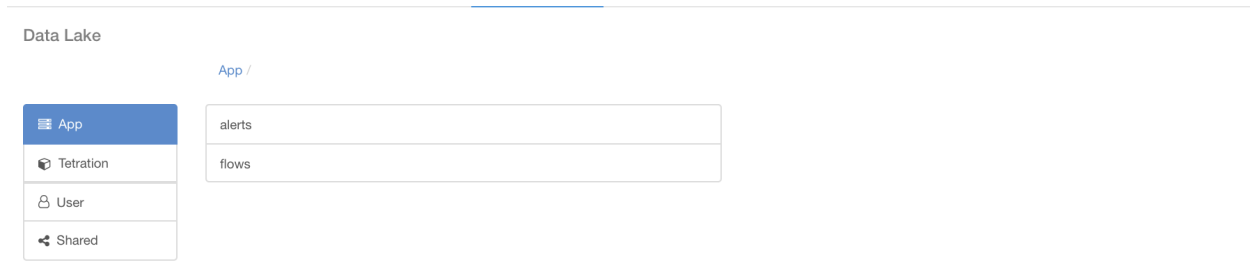 Data Lake
App /
App
Tetration
User
Shared
alerts
flows